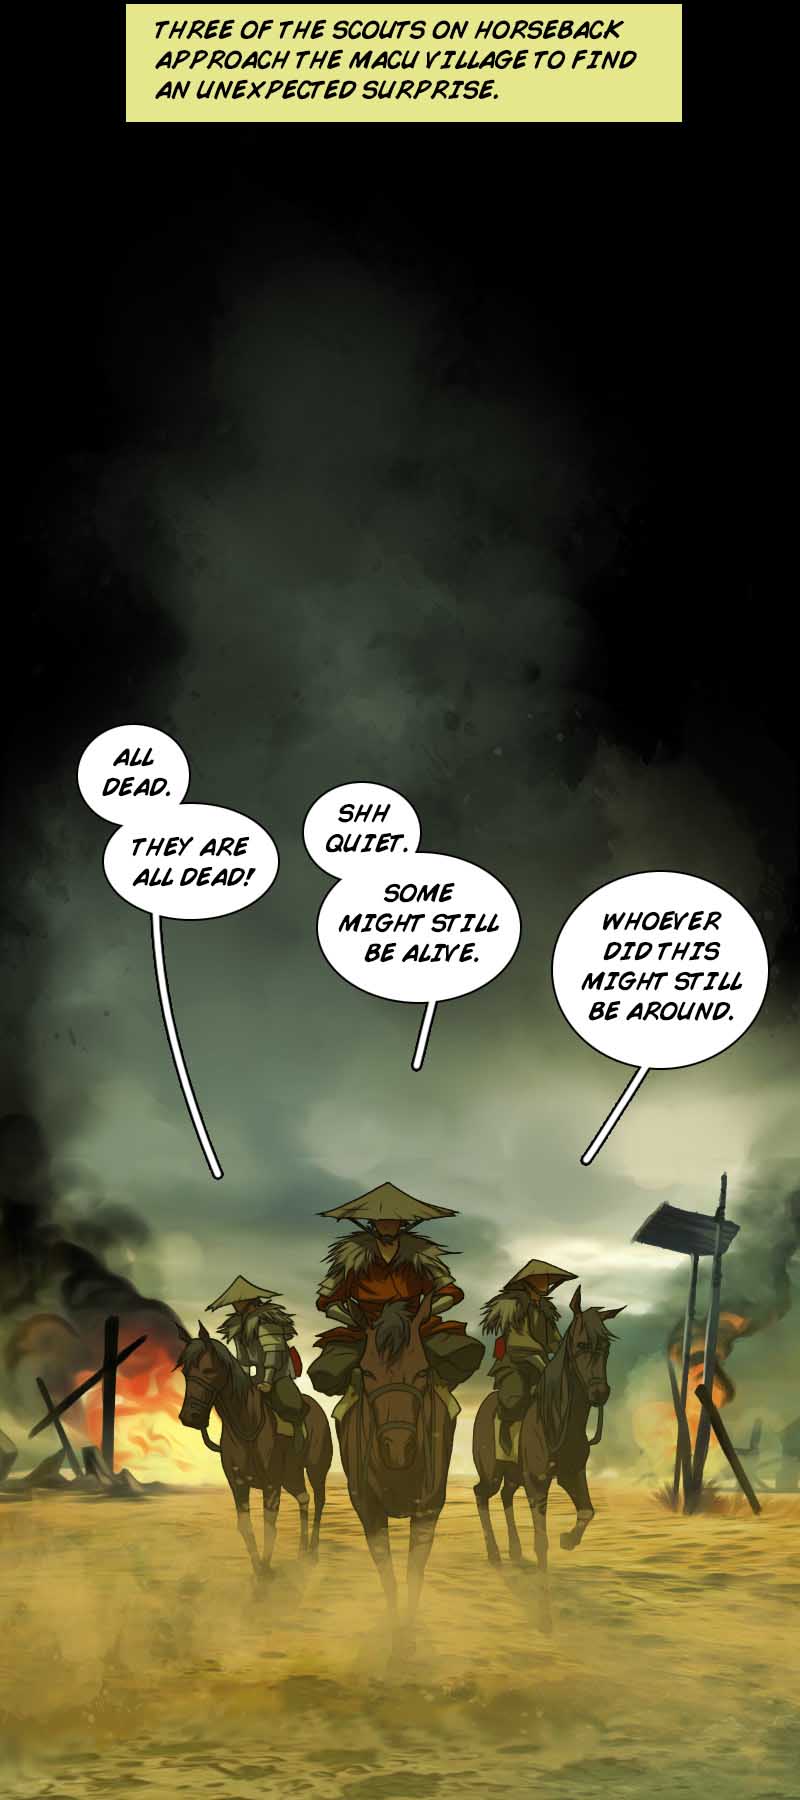 THREE OF THE SCOUTS ON HORSEBACK
APPROACH THE MACU VILLAGE TO FIND
AN UNEXPECTED SURPRISE.
ALL
DEAD.
THEY ARE
ALL DEAD!
SHH
QUIET.
SOME
MIGHT STILL
BE ALIVE.
WHOEVER
DID THIS
MIGHT STILL
BE AROUND.